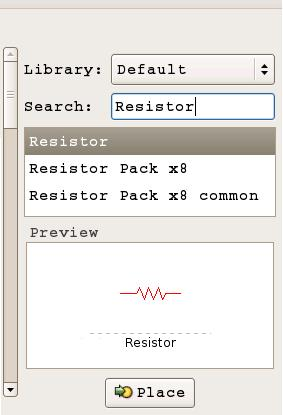 Library: Default
Search: Resistor
Resistor
Resistor Pack x8
Resistor Pack x8 common
Preview
Resistor
Place